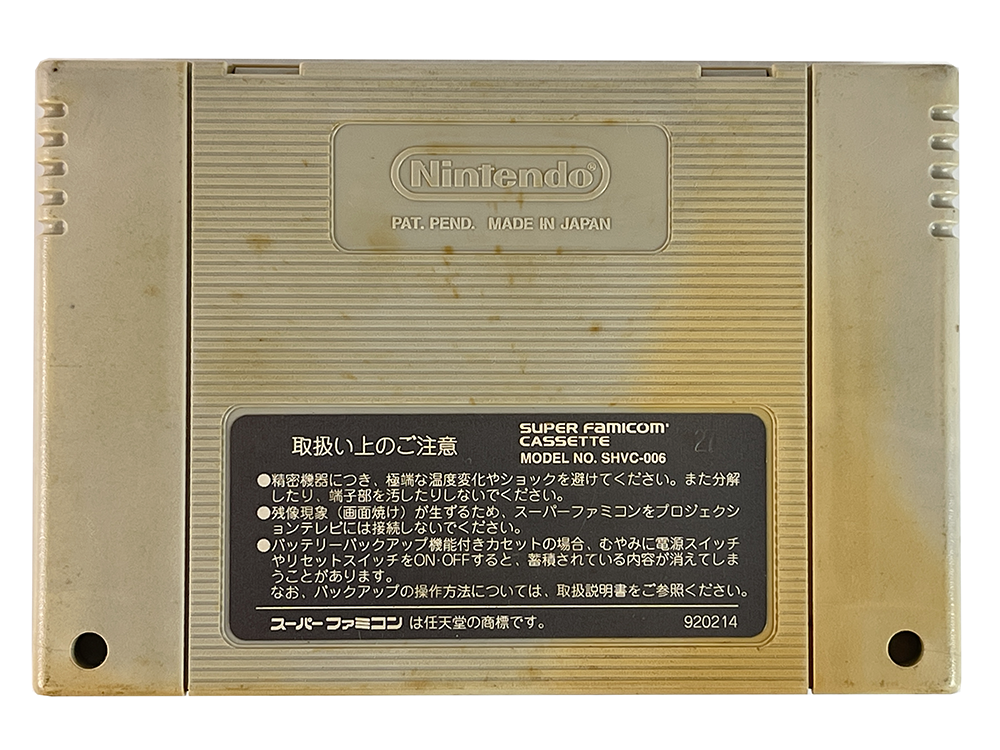 Nintendo®
PAT. PEND. MADE IN JAPAN
取扱い上のご注意
SUPER FAMICOM
CASSETTE
MODEL NO. SHVC-006
27
●精密機器につき、極端な温度変化やショックを避けてください。また分解
したり、端子部を汚したりしないでください。
●残像現象（画面焼け）が生ずるため、スーパーファミコンをプロジェクシ
ョンテレビには接続しないでください。
●バッテリーバックアップ機能付きカセットの場合、むやみに電源スイッチ
やリセットスイッチをON·OFFすると、蓄積されている内容が消えてしま
うことがあります。
なお、バックアップの操作方法については、取扱説明書をご参照ください。
スーパーファミコン は任天堂の商標です。
920214